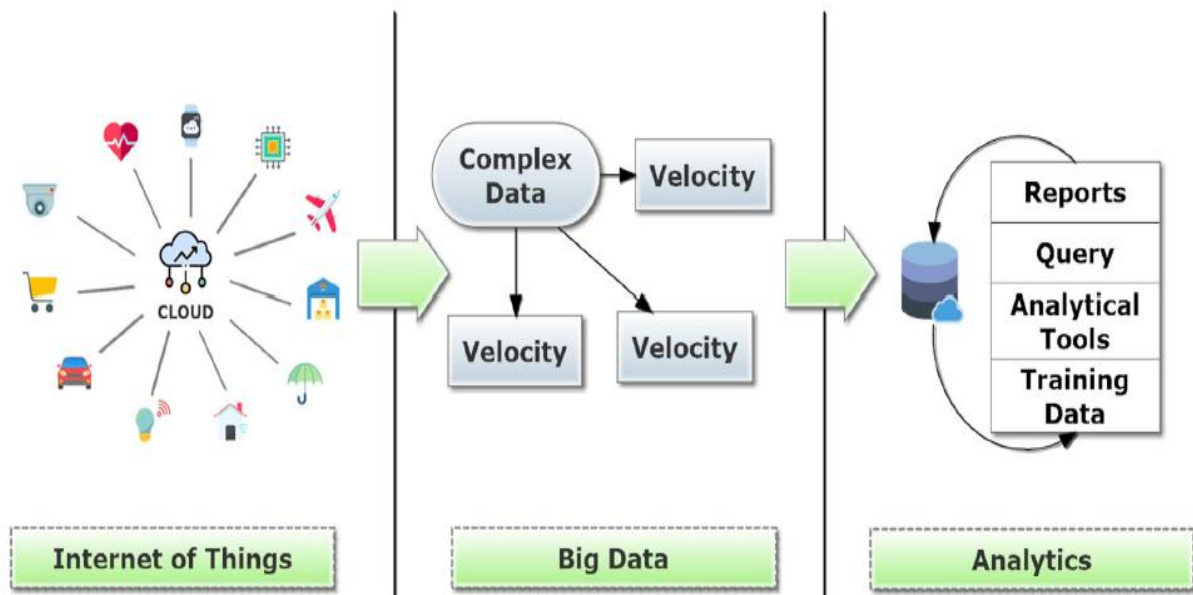 CLOUD
Internet of Things
Complex
Data
Velocity
Velocity
Velocity
Big Data
Reports
Query
Analytical
Tools
Training
Data
Analytics